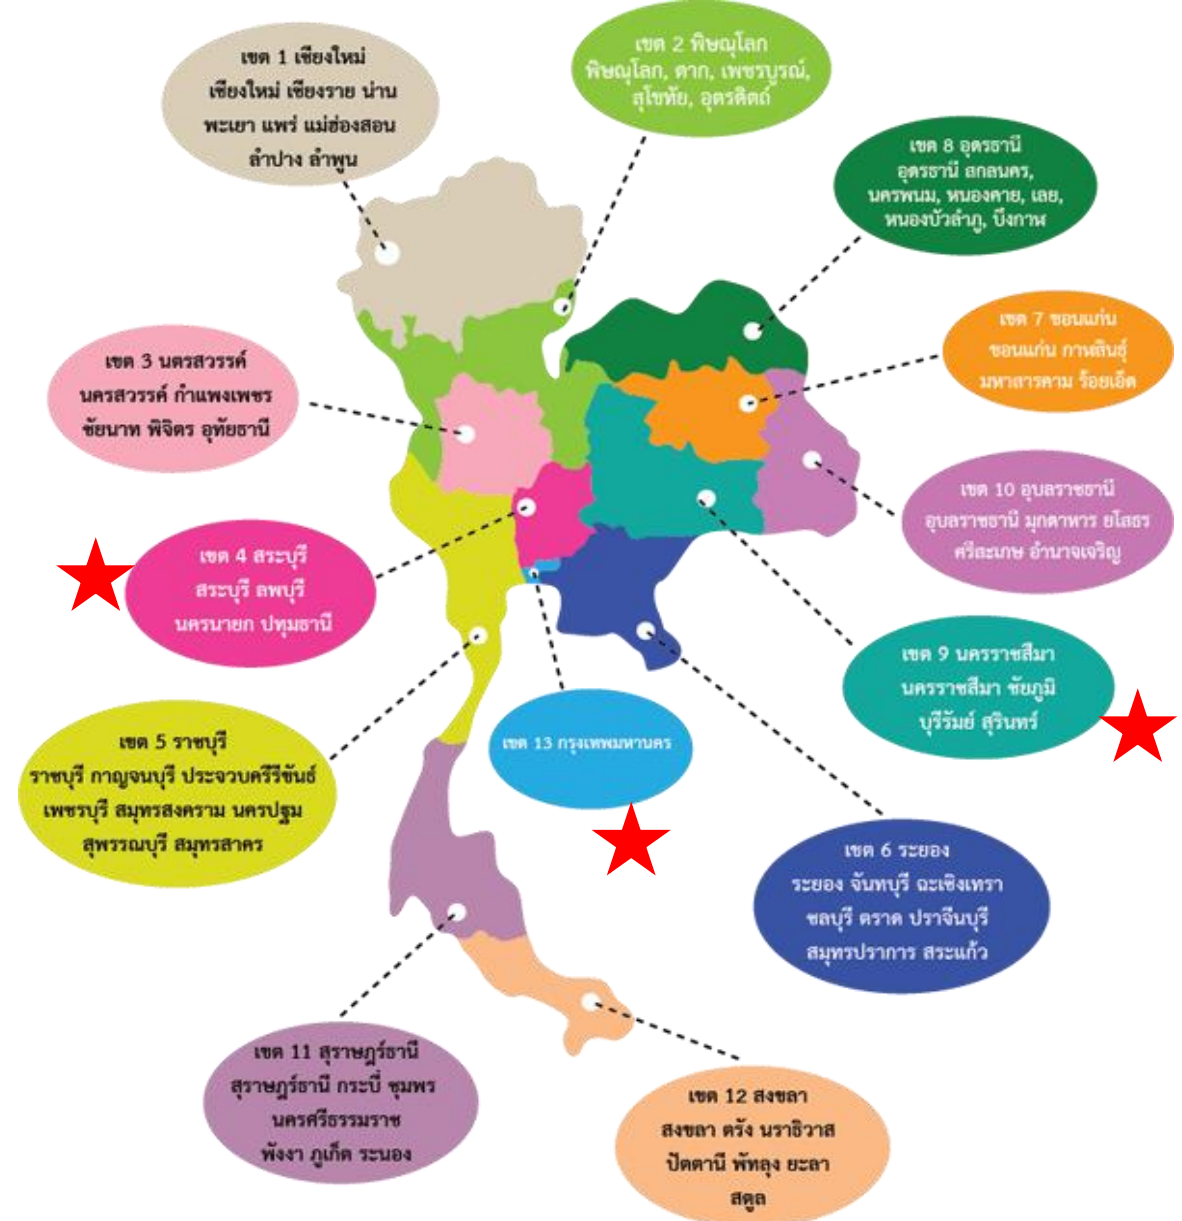 เขต 1 เชียงใหม่
เชียงใหม่ เชียงราย น่าน
พะเยา แพร่ แม่ฮ่องสอน
ลำปาง ลำพูน
เขต 2 พิษณุโลก
พิษณุโลก, ตาก, เพชรบูรณ์,
สุโขทัย, อุตรดิตถ์
เขต 8 อุดรธานี
อุดรธานี สกลนคร,
นครพนม, หนองคาย, เลย,
หนองบัวลำภู, บึงกาฬ
เขต 7 ขอนแก่น
ขอนแก่น กาฬสินธุ์
มหาสารคาม ร้อยเอ็ด
เขต 3 นตรสวรรค์
นครสวรรค์ กำแพงเพชร
ชัยนาท พิจิตร อุทัยธานี
เขต 10 อุบลราชธานี
อุบลราชธานี มุกดาหาร ยโสธร
ศรีสะเกษ อำนาจเจริญ
เขต 4 สระบุรี
สระบุรี ลพบุรี
นครนายก ปทุมธานี
เขต 9 นครราชสีมา
นครราชสีมา ชัยภูมิ
บุรีรัมย์ สุรินทร์
เขต 5 ราชบุรี
ราชบุรี กาญจนบุรี ประจวบครีรีขันธ์
เพชรบุรี สมุทรสงคราม นครปฐม
สุพรรณบุรี สมุทรสาคร
เขต 13 กรุงเทพมหานคร
เขต 6 ระยอง
ระยอง จันทบุรี ฉะเชิงเทรา
ชลบุรี ตราด ปราจีนบุรี
สมุทรปราการ สระแก้ว
เขต 11 สุราษฎร์ธานี
สุราษฎร์ธานี กระบี่ ชุมพร
นครศรีธรรมราช
พังงา ภูเก็ต ระนอง
เขต 12 สงขลา
สงขลา ตรัง นราธิวาส
ปัตตานี พัทลุง ยะลา
สตูล